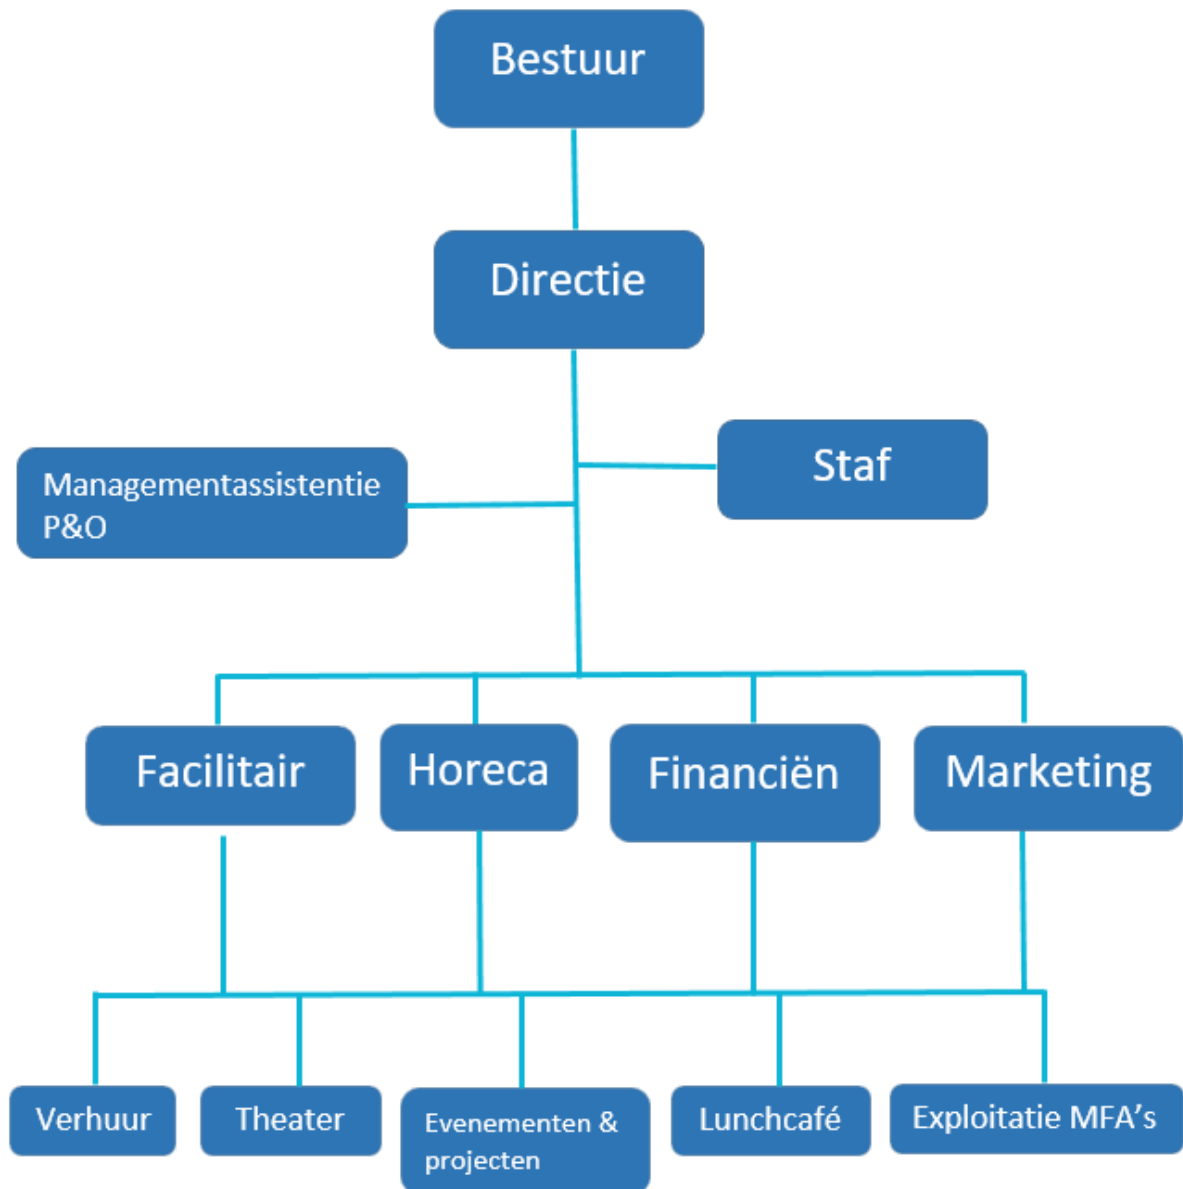 Bestuur
Directie
Staf
Managementassistentie
P&O
Facilitair
Horeca
Financiën
Marketing
Verhuur
Theater
Evenementen &
projecten
Lunchcafé
Exploitatie MFA's